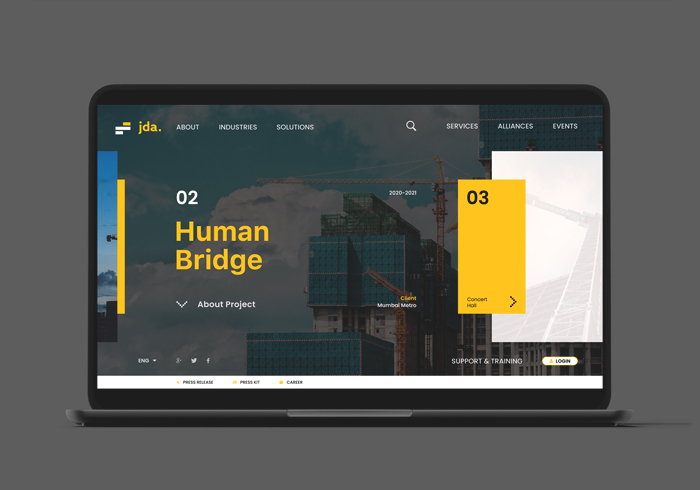 jda.
ABOUT
INDUSTRIES
SOLUTIONS
SERVICES
ALLIANCES
EVENTS
02
2020-2021
Human
Bridge
About Project
Client
Mumbai Metro
03
Concert
Hall
ENG
SUPPORT & TRAINING
LOGIN
PRESS RELEASE
PRESS KIT
CAREER